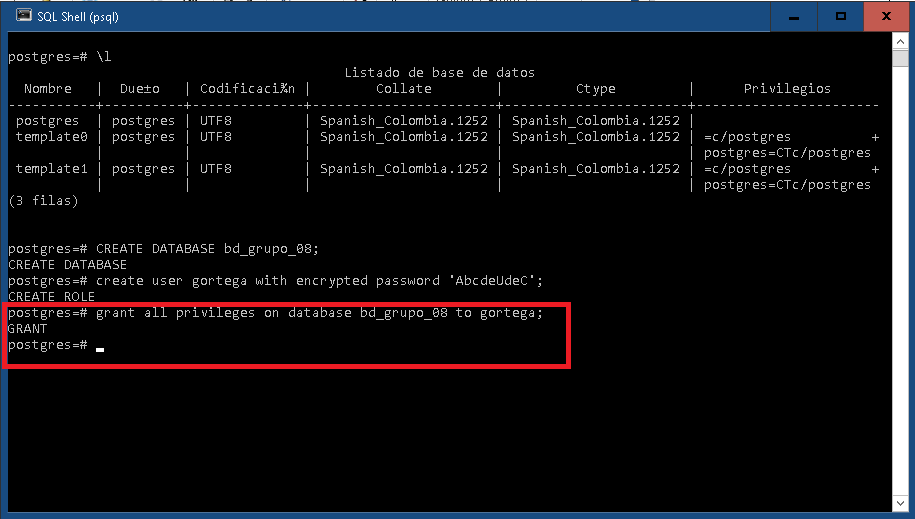 SQL Shell (psql)
postgres=# \l
Listado de base de datos
Nombre | Due±o | Codificaci¾n | Collate | Ctype | Privilegios
-----------+----------+--------------+-----------------------+-----------------------+-----------------------
postgres | postgres | UTF8 | Spanish_Colombia.1252 | Spanish_Colombia.1252 |
template0 | postgres | UTF8 | Spanish_Colombia.1252 | Spanish_Colombia.1252 | =c/postgres +
| | | | | postgres=CTc/postgres
template1 | postgres | UTF8 | Spanish_Colombia.1252 | Spanish_Colombia.1252 | =c/postgres +
| | | | | postgres=CTc/postgres
(3 filas)
postgres=# CREATE DATABASE bd_grupo_08;
CREATE DATABASE
postgres=# create user gortega with encrypted password 'AbcdeUdeC';
CREATE ROLE
postgres=# grant all privileges on database bd_grupo_08 to gortega;
GRANT
postgres=#